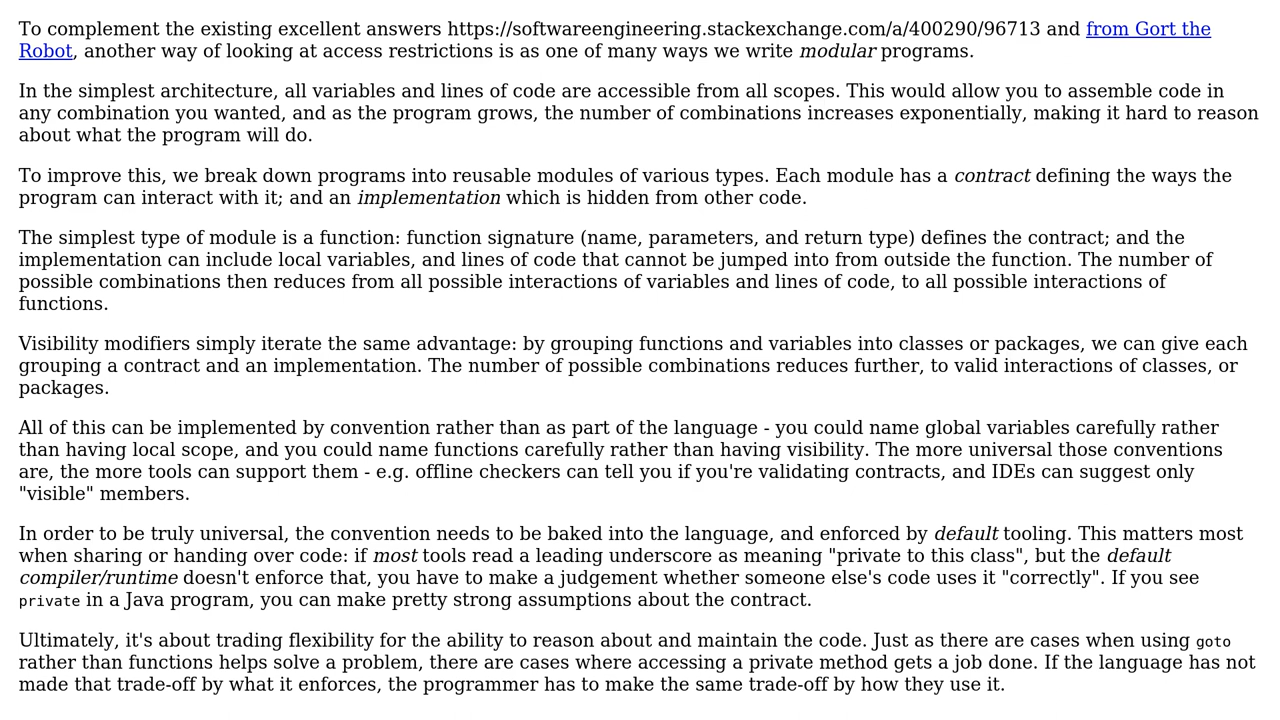 To complement the existing excellent answers https://softwareengineering.stackexchange.com/a/400290/96713 and from Gort the
Robot, another way of looking at access restrictions is as one of many ways we write modular programs.
In the simplest architecture, all variables and lines of code are accessible from all scopes. This would allow you to assemble code in
any combination you wanted, and as the program grows, the number of combinations increases exponentially, making it hard to reason
about what the program will do.
To improve this, we break down programs into reusable modules of various types. Each module has a contract defining the ways the
program can interact with it; and an implementation which is hidden from other code.
The simplest type of module is a function: function signature (name, parameters, and return type) defines the contract; and the
implementation can include local variables, and lines of code that cannot be jumped into from outside the function. The number of
possible combinations then reduces from all possible interactions of variables and lines of code, to all possible interactions of
functions.
Visibility modifiers simply iterate the same advantage: by grouping functions and variables into classes or packages, we can give each
grouping a contract and an implementation. The number of possible combinations reduces further, to valid interactions of classes, or
packages.
All of this can be implemented by convention rather than as part of the language - you could name global variables carefully rather
than having local scope, and you could name functions carefully rather than having visibility. The more universal those conventions
are, the more tools can support them - e.g. offline checkers can tell you if you're validating contracts, and IDEs can suggest only
"visible" members.
In order to be truly universal, the convention needs to be baked into the language, and enforced by default tooling. This matters most
when sharing or handing over code: if most tools read a leading underscore as meaning "private to this class", but the default
compiler/runtime doesn't enforce that, you have to make a judgement whether someone else's code uses it "correctly". If you see
private in a Java program, you can make pretty strong assumptions about the contract.
Ultimately, it's about trading flexibility for the ability to reason about and maintain the code. Just as there are cases when using goto
rather than functions helps solve a problem, there are cases where accessing a private method gets a job done. If the language has not
made that trade-off by what it enforces, the programmer has to make the same trade-off by how they use it.